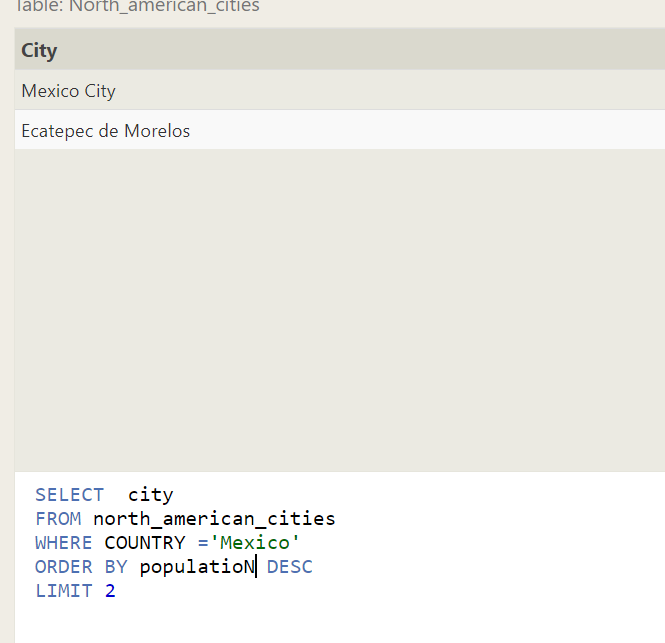 Table: North_american_cities
City
Mexico City
Ecatepec de Morelos
SELECT  city
FROM north_american_cities
WHERE COUNTRY ='Mexico'
ORDER BY populatioN DESC
LIMIT 2